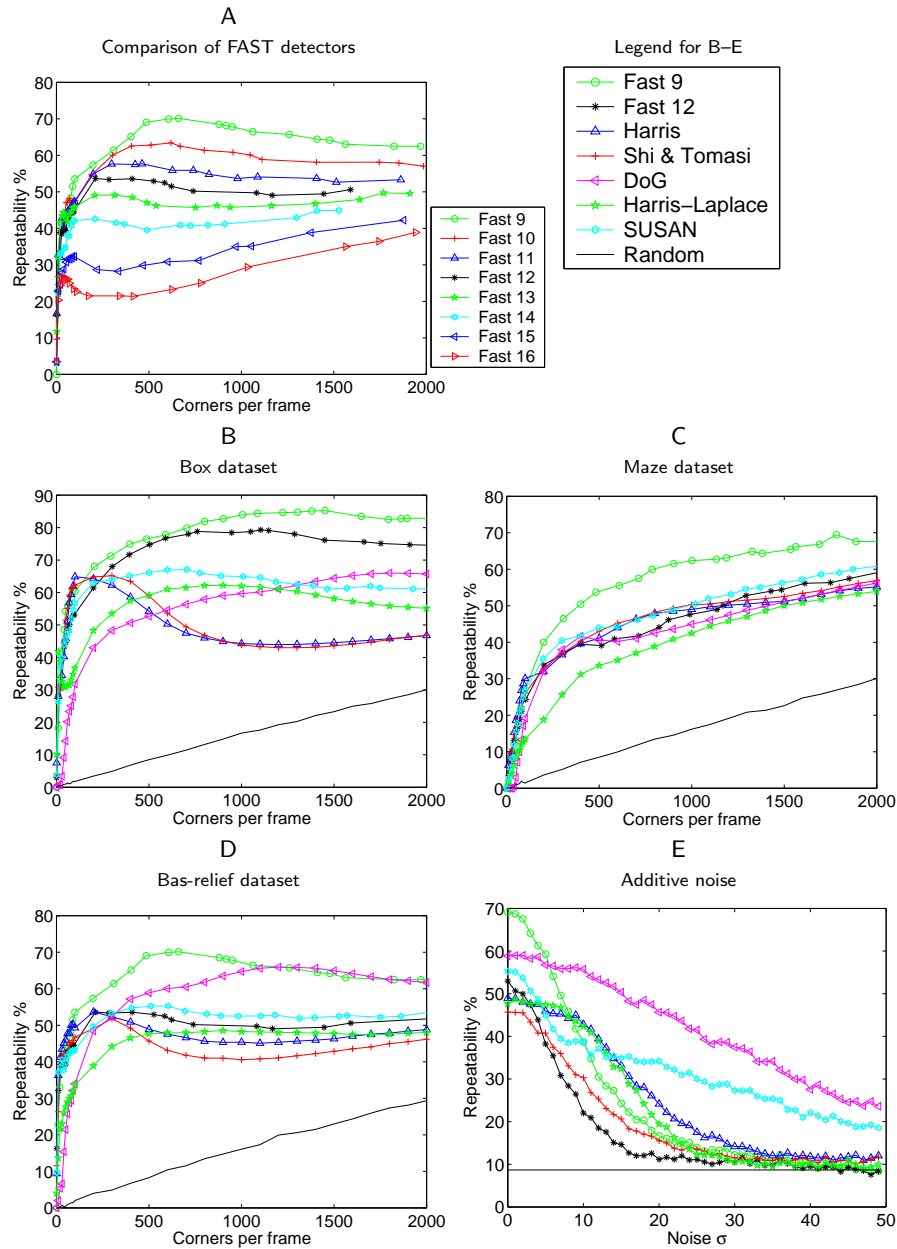 A
Comparison of FAST detectors
80
70
60
50
40
30
20
10
0
Repeatability %
0 500 1000 1500 2000
Corners per frame
Fast 9
Fast 10
Fast 11
Fast 12
Fast 13
Fast 14
Fast 15
Fast 16
Legend for B–E
Fast 9
Fast 12
Harris
Shi & Tomasi
DoG
Harris–Laplace
SUSAN
Random
B
Box dataset
90
80
70
60
50
40
30
20
10
0
Repeatability %
0 500 1000 1500 2000
Corners per frame
C
Maze dataset
80
70
60
50
40
30
20
10
0
Repeatability %
0 500 1000 1500 2000
Corners per frame
D
Bas-relief dataset
80
70
60
50
40
30
20
10
0
Repeatability %
0 500 1000 1500 2000
Corners per frame
E
Additive noise
70
60
50
40
30
20
10
0
Repeatability %
0 10 20 30 40 50
Noise σ